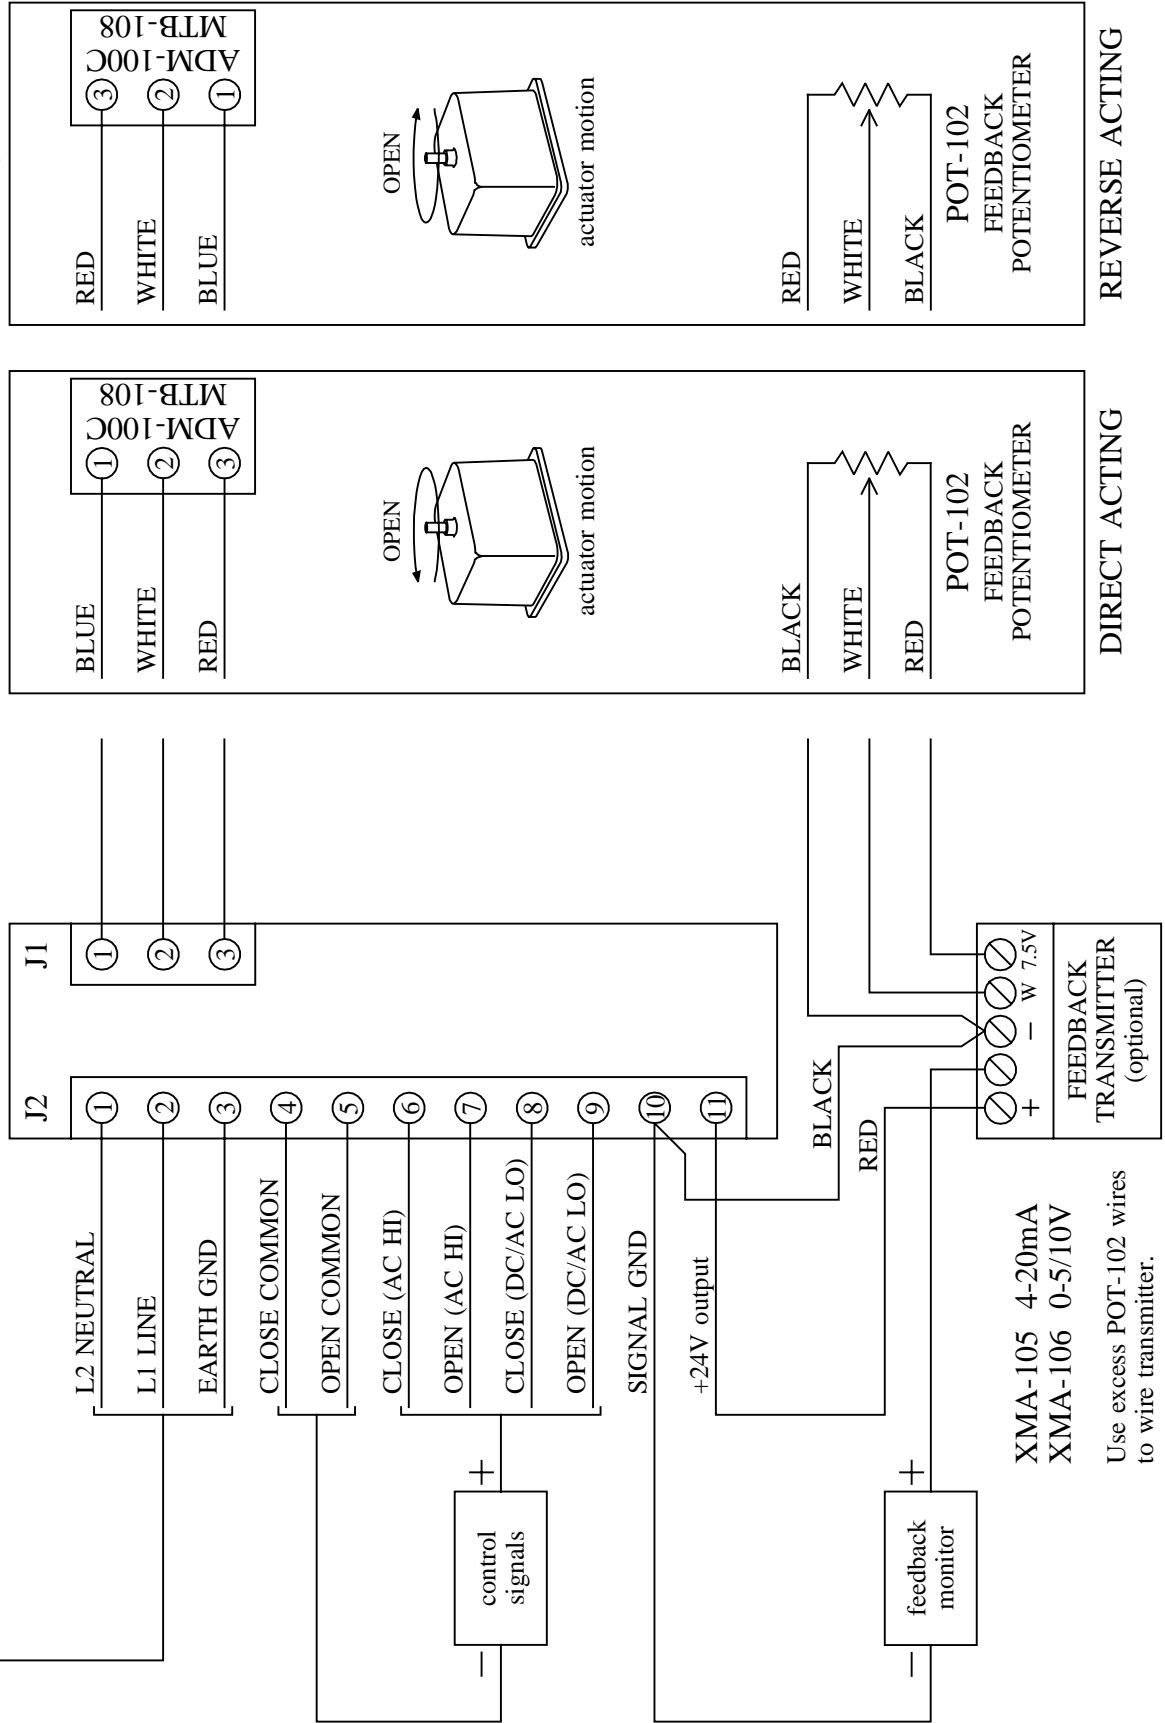 J2
1
2
3
4
5
6
7
8
9
10
11
J1
1
2
3
L2 NEUTRAL
L1 LINE
EARTH GND
CLOSE COMMON
OPEN COMMON
CLOSE (AC HI)
OPEN (AC HI)
CLOSE (DC/AC LO)
OPEN (DC/AC LO)
SIGNAL GND
+24V output
control
signals
−
+
feedback
monitor
−
+
BLACK
RED
+
−
W
7.5V
FEEDBACK
TRANSMITTER
(optional)
XMA-105 4-20mA
XMA-106 0-5/10V
Use excess POT-102 wires
to wire transmitter.
BLUE
WHITE
RED
1
2
3
ADM-100C
MTB-108
OPEN
actuator motion
BLACK
WHITE
RED
POT-102
FEEDBACK
POTENTIOMETER
DIRECT ACTING
RED
WHITE
BLUE
3
2
1
ADM-100C
MTB-108
OPEN
actuator motion
RED
WHITE
BLACK
POT-102
FEEDBACK
POTENTIOMETER
REVERSE ACTING